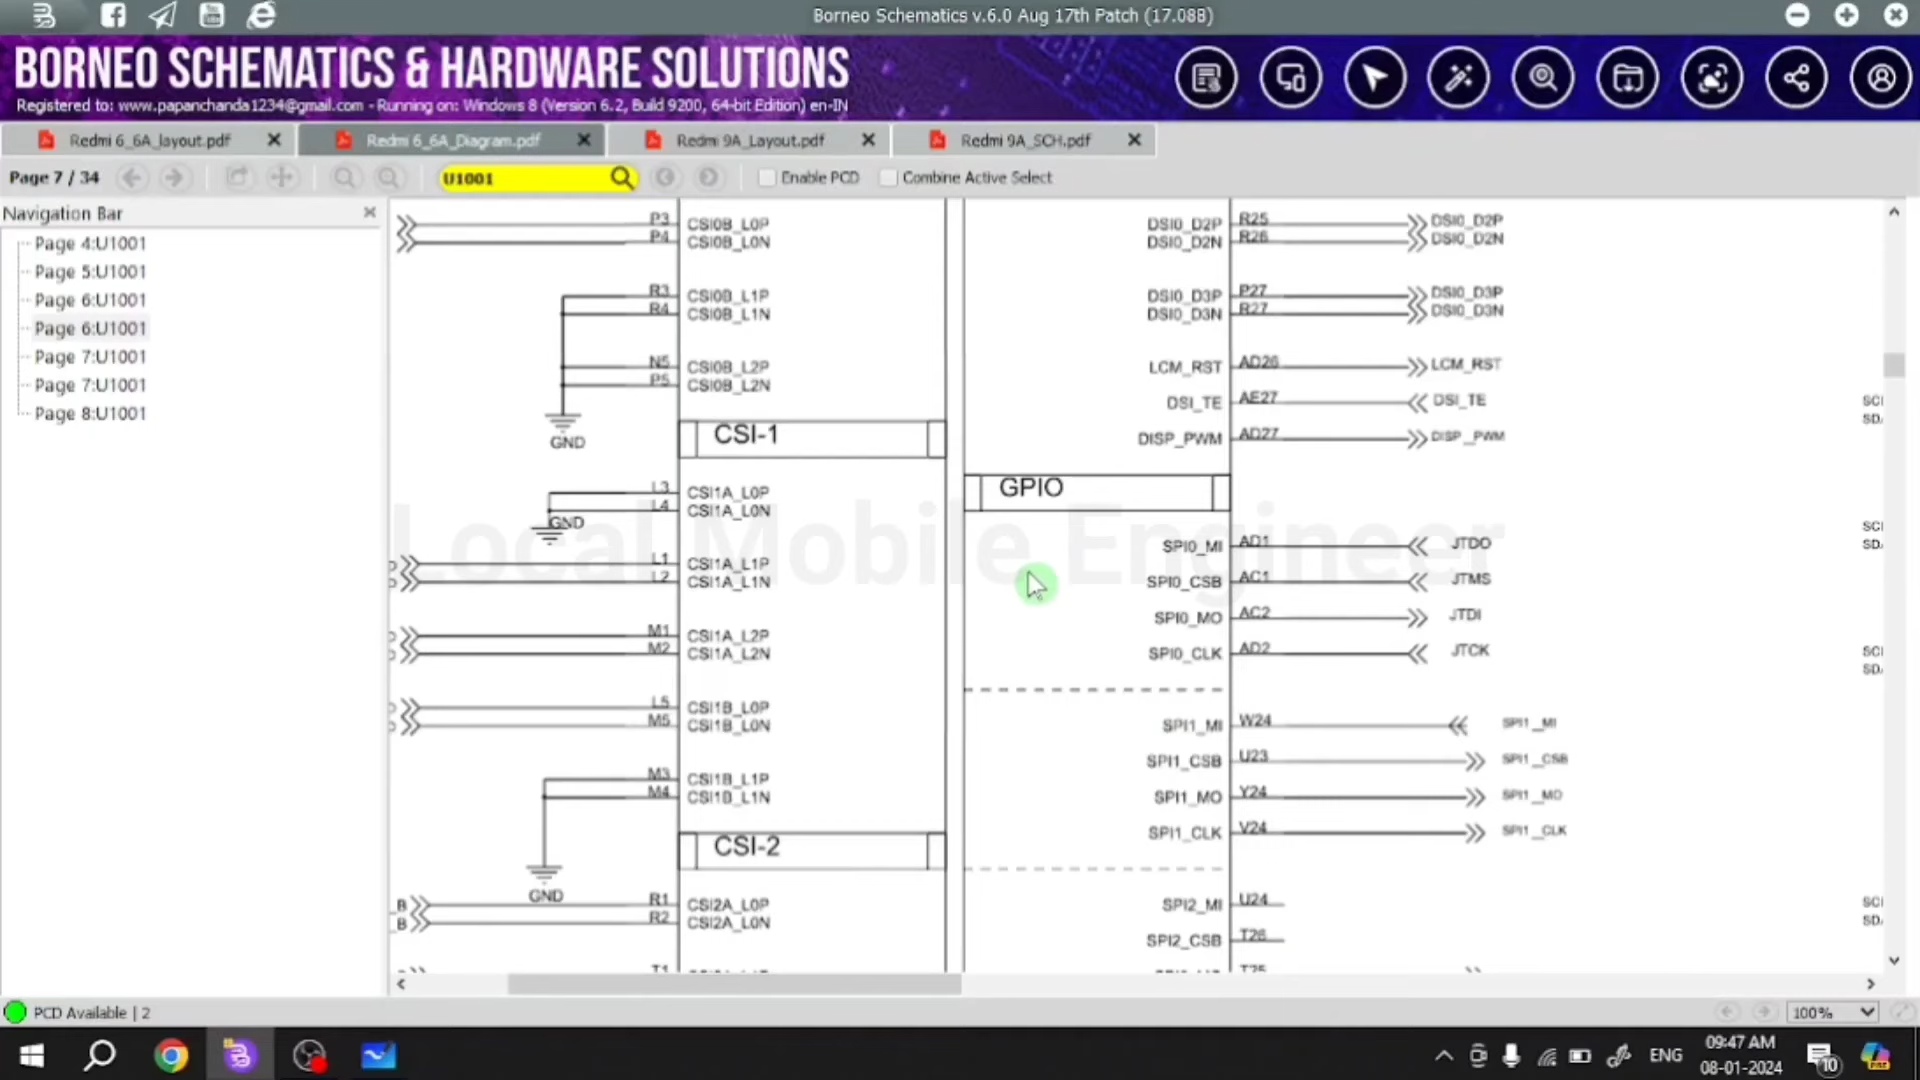 Borneo Schematics v.6.0 Aug 17th Patch (17.08B)
BORNEO SCHEMATICS & HARDWARE SOLUTIONS
Registered to: www.papanchanda1234@gmail.com - Running on: Windows 8 (Version 6.2, Build 9200, 64-bit Edition) en-IN
Redmi 6_6A_layout.pdf
Redmi 6_6A_Diagram.pdf
Redmi 9A_Layout.pdf
Redmi 9A_SCH.pdf
Page 7 / 34
U1001
Enable PCD
Combine Active Select
Navigation Bar
Page 4:U1001
Page 5:U1001
Page 6:U1001
Page 6:U1001
Page 7:U1001
Page 7:U1001
Page 8:U1001
P3 CSI0B_L0P
P4 CSI0B_L0N
R3 CSI0B_L1P
R4 CSI0B_L1N
N5 CSI0B_L2P
P5 CSI0B_L2N
GND
CSI-1
L3 CSI1A_L0P
L4 CSI1A_L0N
GND
L1 CSI1A_L1P
L2 CSI1A_L1N
M1 CSI1A_L2P
M2 CSI1A_L2N
L5 CSI1B_L0P
M5 CSI1B_L0N
M3 CSI1B_L1P
M4 CSI1B_L1N
CSI-2
GND
B R1 CSI2A_L0P
B R2 CSI2A_L0N
T1
DSI0_D2P R25 DSI0_D2P
DSI0_D2N R26 DSI0_D2N
DSI0_D3P P27 DSI0_D3P
DSI0_D3N R27 DSI0_D3N
LCM_RST AD26 LCM_RST
DSI_TE AE27 DSI_TE
DISP_PWM AD27 DISP_PWM
GPIO
SPI0_MI AD1 JTDO
SPI0_CSB AC1 JTMS
SPI0_MO AC2 JTDI
SPI0_CLK AD2 JTCK
SPI1_MI W24 SPI1_MI
SPI1_CSB U23 SPI1_CSB
SPI1_MO Y24 SPI1_MO
SPI1_CLK V24 SPI1_CLK
SPI2_MI U24
SPI2_CSB T26
T25
Local Mobile Engineer
PCD Available | 2
100%
ENG
09:47 AM
08-01-2024
10